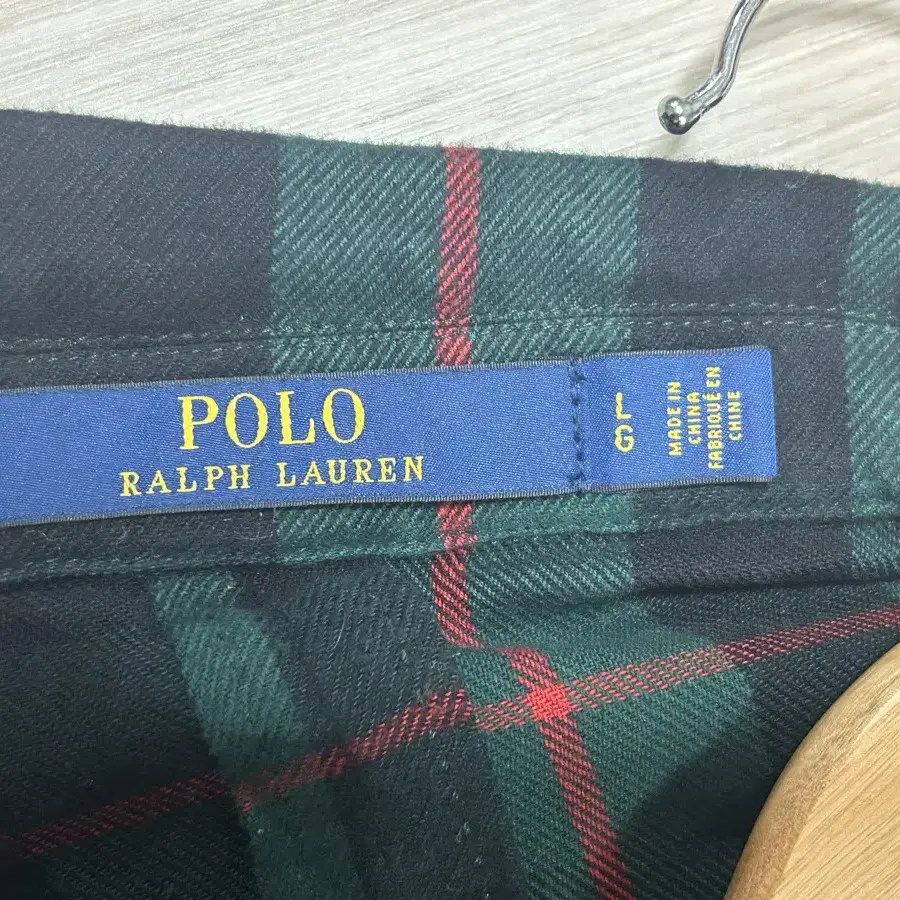 POLO
RALPH LAUREN
L
G
MADE IN
CHINA
FABRIQUÉ EN
CHINE